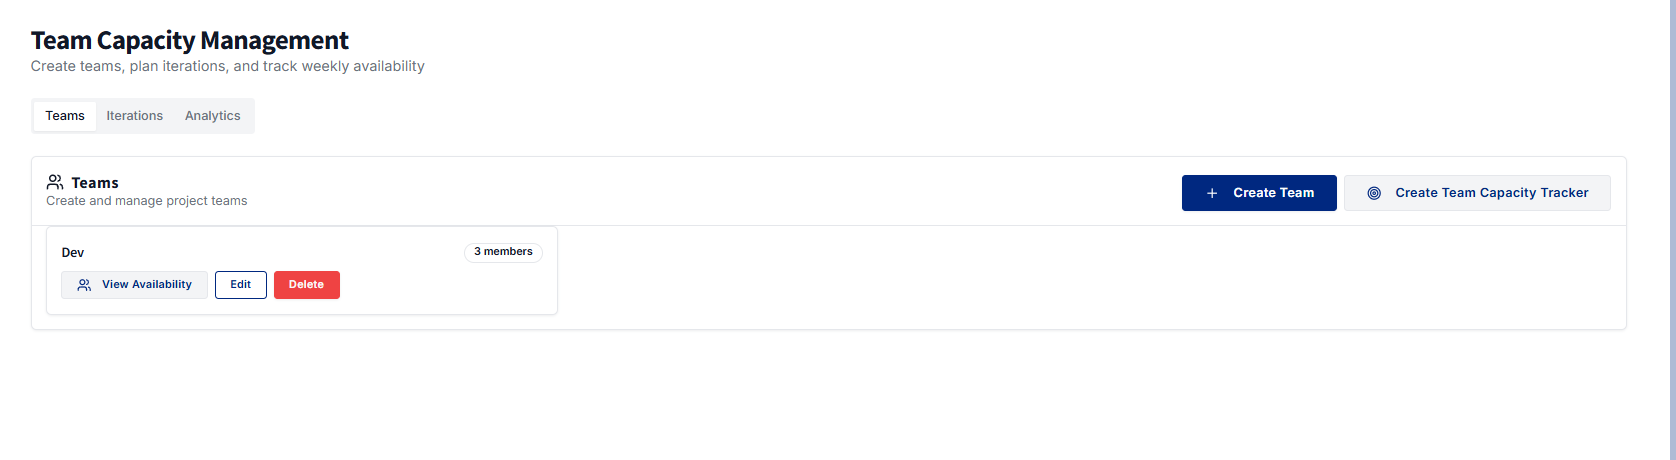 Team Capacity Management
Create teams, plan iterations, and track weekly availability
Teams Iterations Analytics
Teams
Create and manage project teams
Create Team Create Team Capacity Tracker
Dev 3 members
View Availability Edit Delete